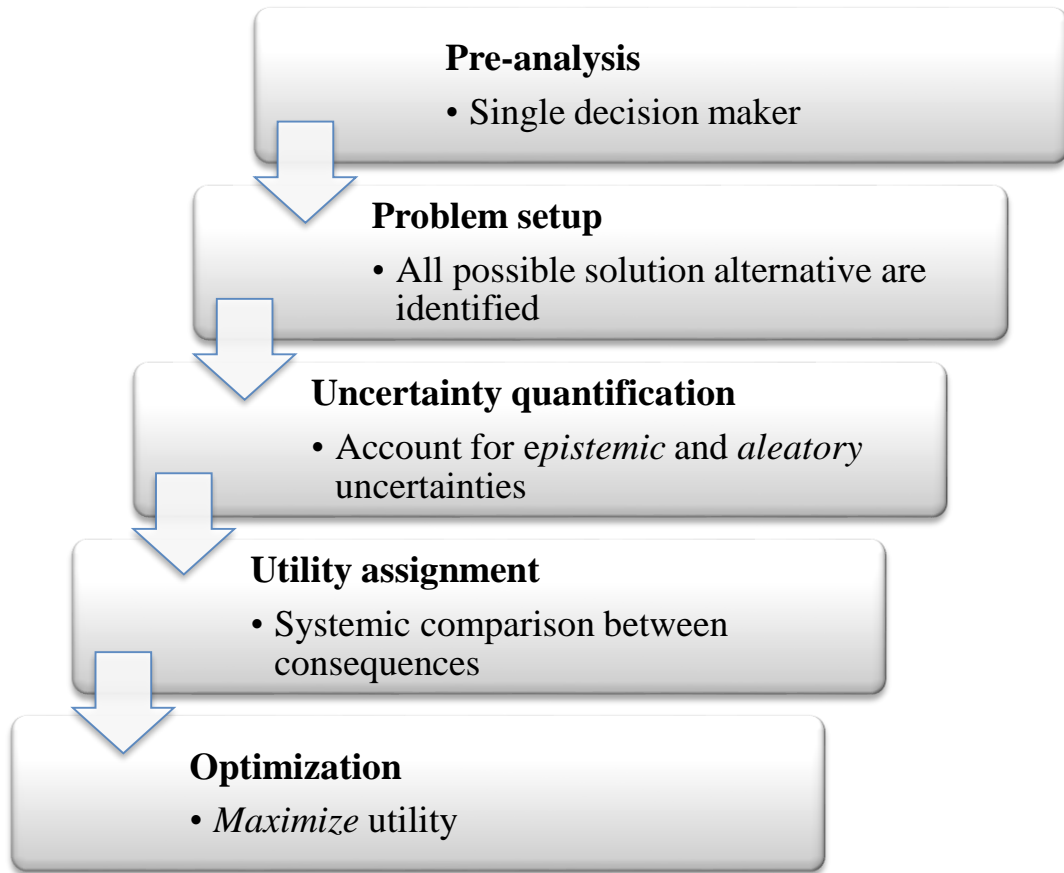 Pre-analysis
• Single decision maker
Problem setup
• All possible solution alternative are
identified
Uncertainty quantification
• Account for epistemic and aleatory
uncertainties
Utility assignment
• Systemic comparison between
consequences
Optimization
• Maximize utility